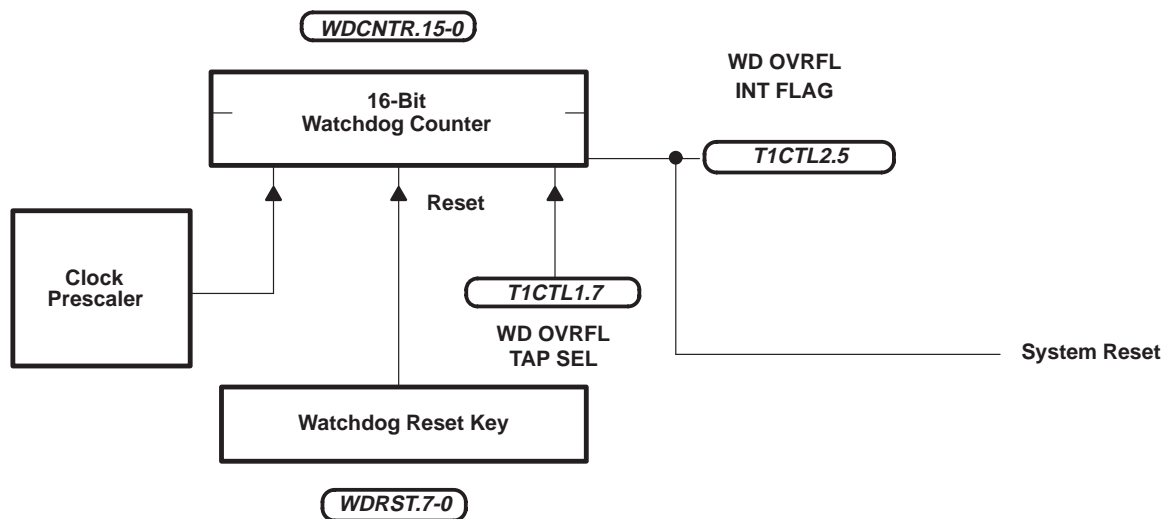 WDCNTR.15-0
16-Bit
Watchdog Counter
WD OVRFL
INT FLAG
T1CTL2.5
Reset
Clock
Prescaler
T1CTL1.7
WD OVRFL
TAP SEL
System Reset
Watchdog Reset Key
WDRST.7-0